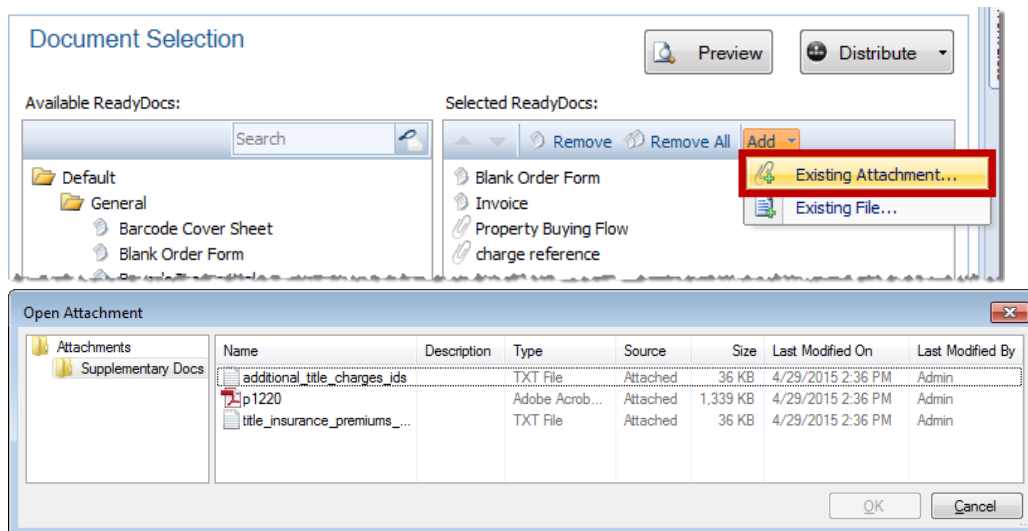 Document Selection
Preview
Distribute
Available ReadyDocs:
Selected ReadyDocs:
Search
Remove
Remove All
Add
Default
General
Barcode Cover Sheet
Blank Order Form
Blank Order Form
Invoice
Property Buying Flow
charge reference
Existing Attachment...
Existing File...
Open Attachment
Attachments
Supplementary Docs
Name Description Type Source Size Last Modified On Last Modified By
additional_title_charges_ids TXT File Attached 36 KB 4/29/2015 2:36 PM Admin
p1220 Adobe Acrob... Attached 1,339 KB 4/29/2015 2:36 PM Admin
title_insurance_premiums_... TXT File Attached 36 KB 4/29/2015 2:36 PM Admin
OK
Cancel